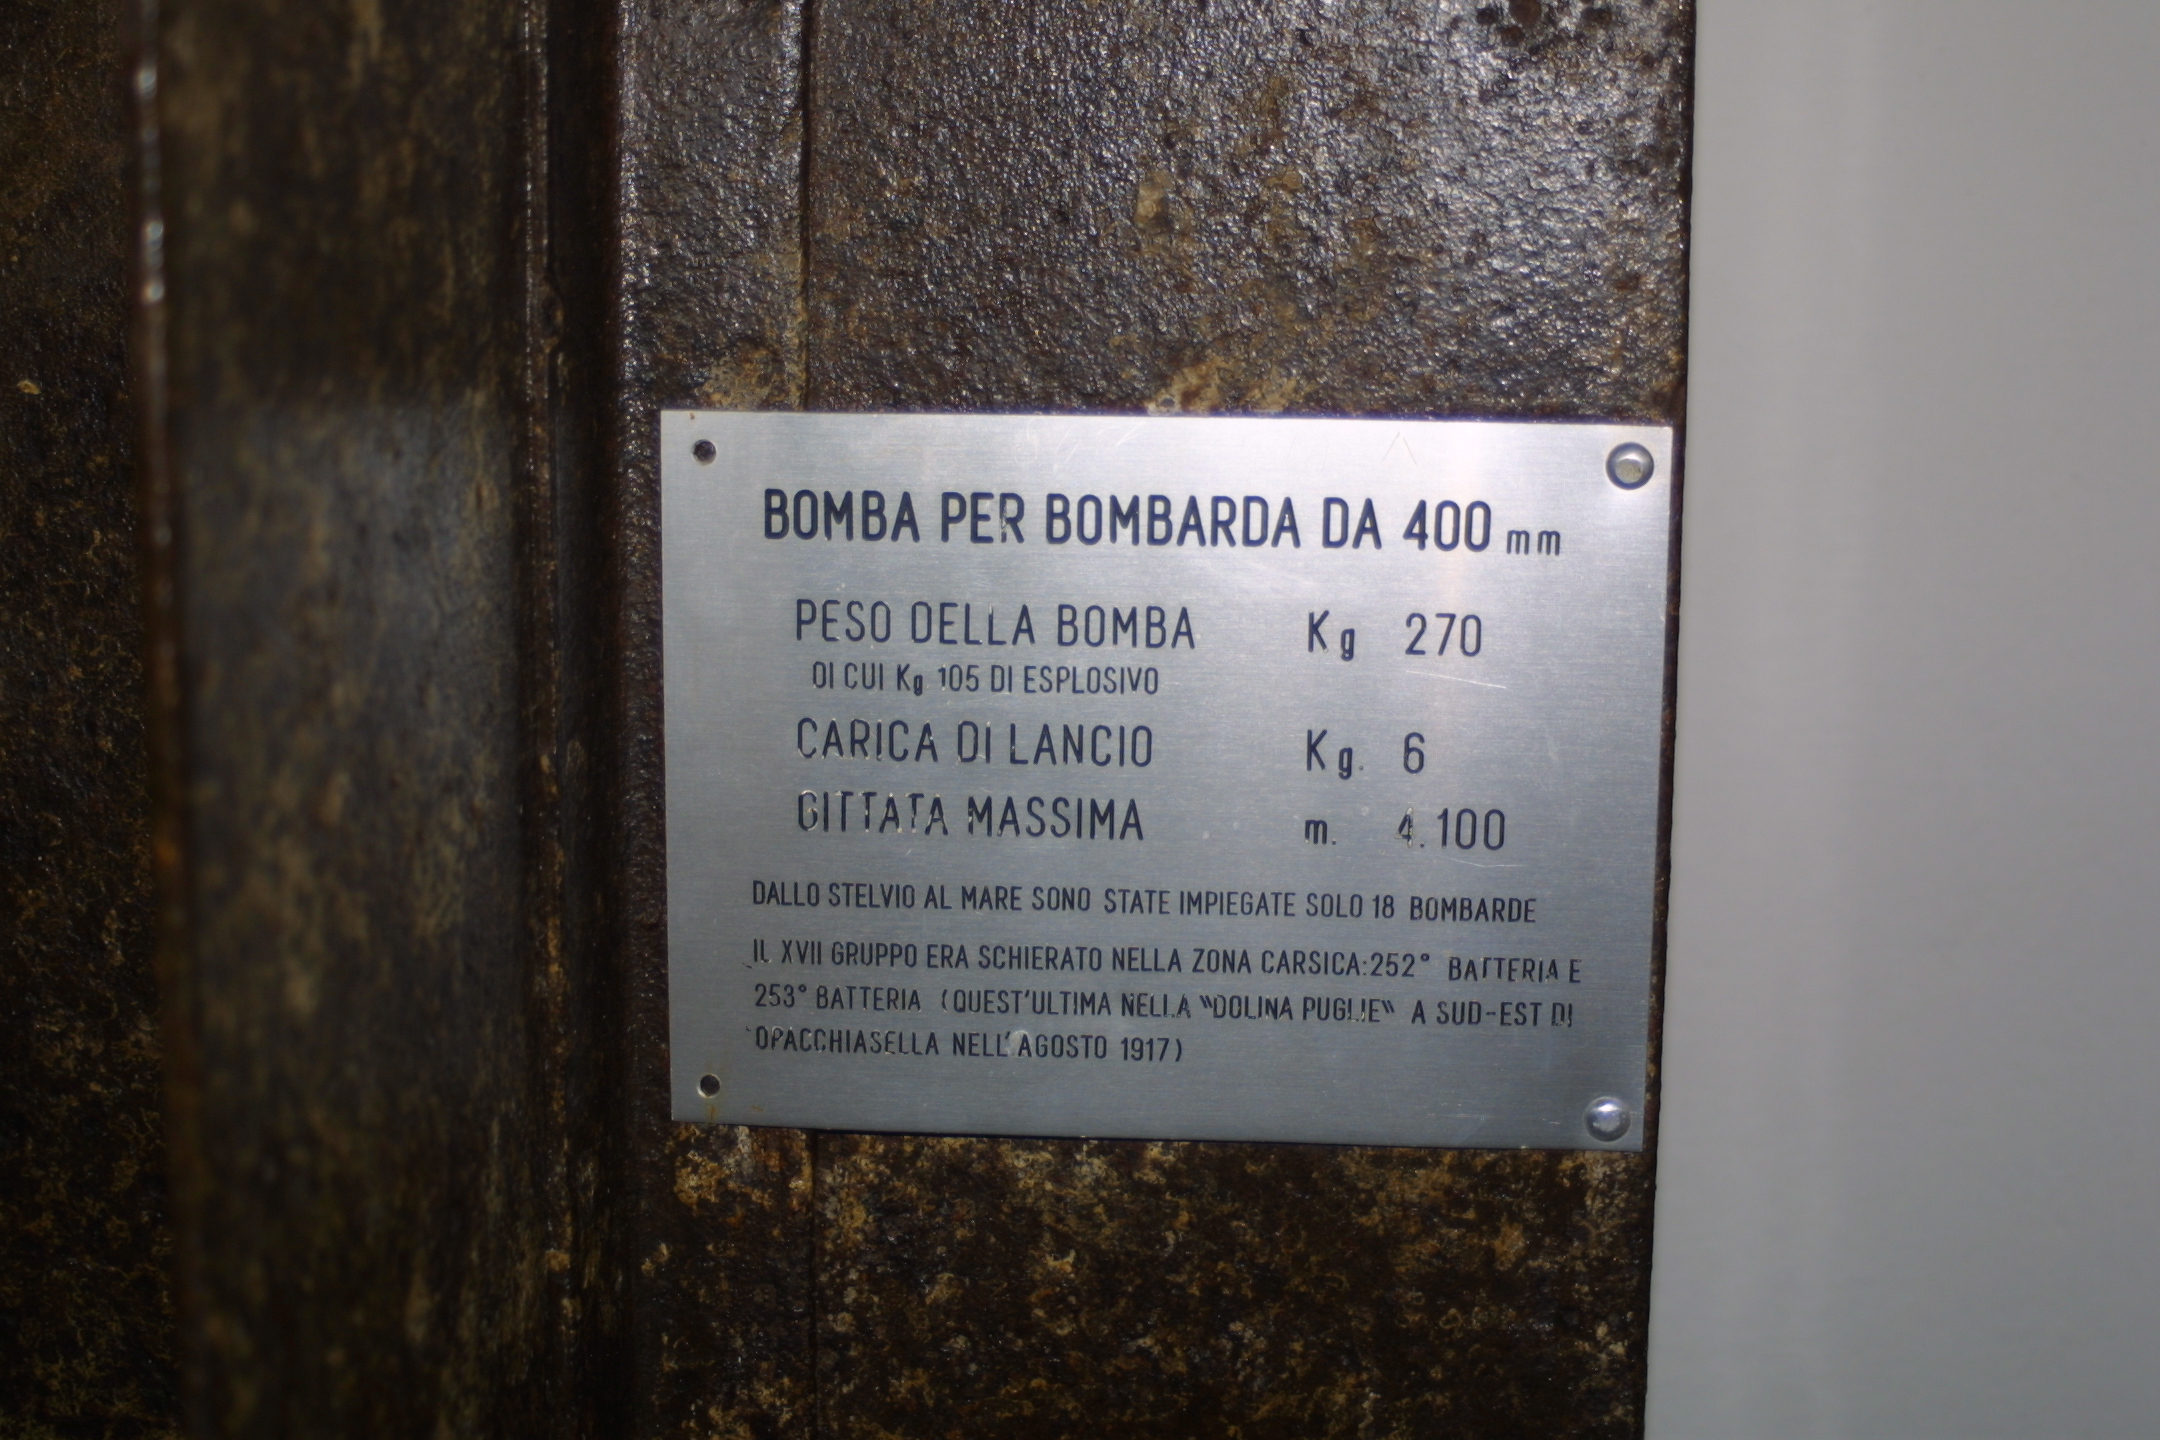 BOMBA PER BOMBARDA DA 400 mm
PESO DELLA BOMBA Kg 270
DI CUI Kg 105 DI ESPLOSIVO
CARICA DI LANCIO Kg. 6
GITTATA MASSIMA m. 4.100
DALLO STELVIO AL MARE SONO STATE IMPIEGATE SOLO 18 BOMBARDE
IL XVII GRUPPO ERA SCHIERATO NELLA ZONA CARSICA:252° BATTERIA E
253° BATTERIA (QUEST'ULTIMA NELLA "DOLINA PUGLIE" A SUD-EST DI
OPACCHIASELLA NELL'AGOSTO 1917)